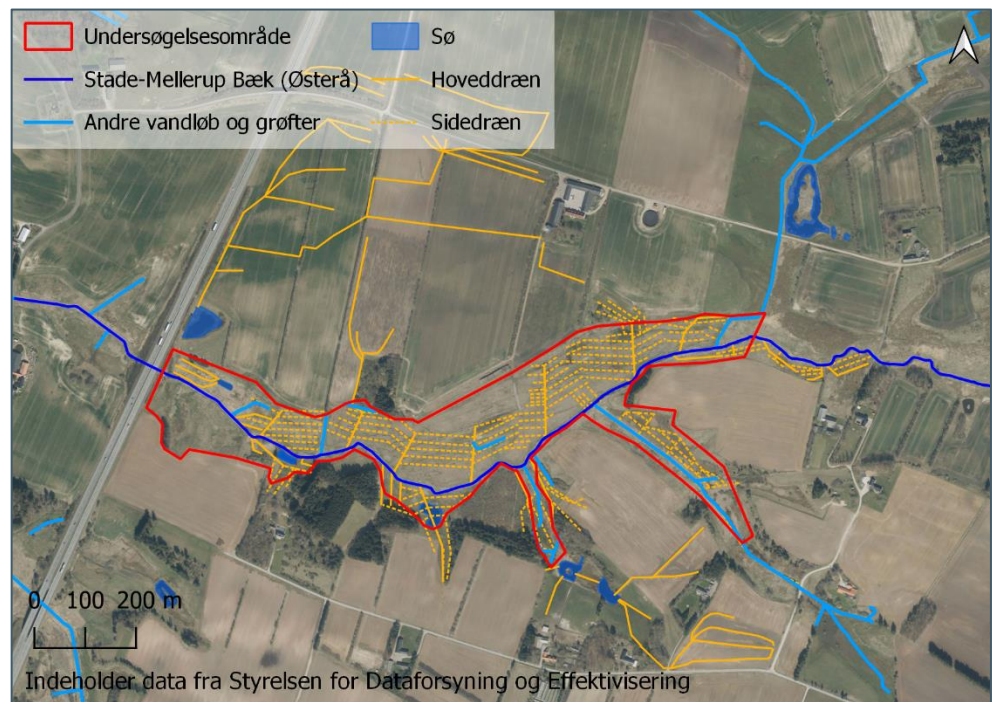 Undersøgelsesområde
Sø
Stade-Mellerup Bæk (Østerå)
Hoveddræn
Andre vandløb og grøfter
Sidedræn
0 100 200 m
Indeholder data fra Styrelsen for Dataforsyning og Effektivisering